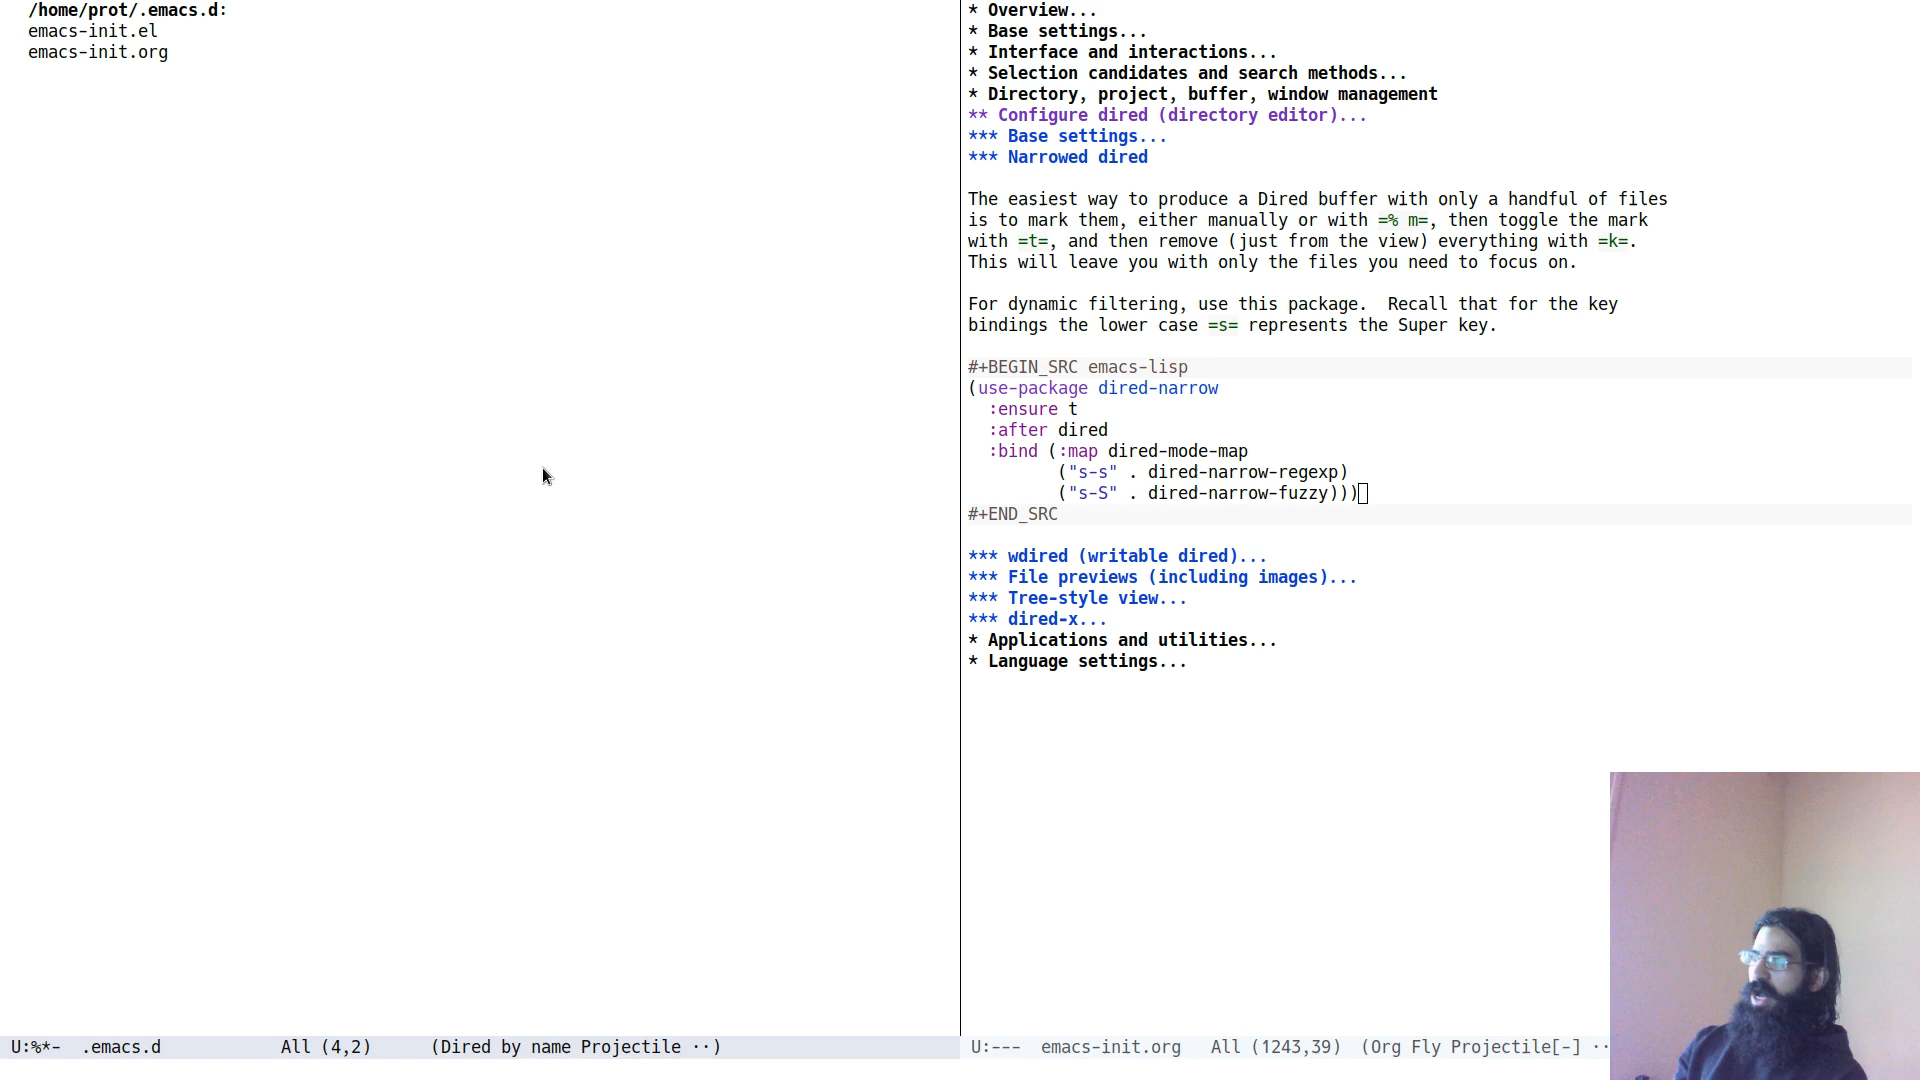 /home/prot/.emacs.d:
emacs-init.el
emacs-init.org
U:%*-  .emacs.d            All (4,2)      (Dired by name Projectile ··)
* Overview...
* Base settings...
* Interface and interactions...
* Selection candidates and search methods...
* Directory, project, buffer, window management
** Configure dired (directory editor)...
*** Base settings...
*** Narrowed dired
The easiest way to produce a Dired buffer with only a handful of files
is to mark them, either manually or with =% m=, then toggle the mark
with =t=, and then remove (just from the view) everything with =k=.
This will leave you with only the files you need to focus on.
For dynamic filtering, use this package.  Recall that for the key
bindings the lower case =s= represents the Super key.
#+BEGIN_SRC emacs-lisp
(use-package dired-narrow
  :ensure t
  :after dired
  :bind (:map dired-mode-map
         ("s-s" . dired-narrow-regexp)
         ("s-S" . dired-narrow-fuzzy)))
#+END_SRC
*** wdired (writable dired)...
*** File previews (including images)...
*** Tree-style view...
*** dired-x...
* Applications and utilities...
* Language settings...
U:---  emacs-init.org   All (1243,39)  (Org Fly Projectile[-] ··